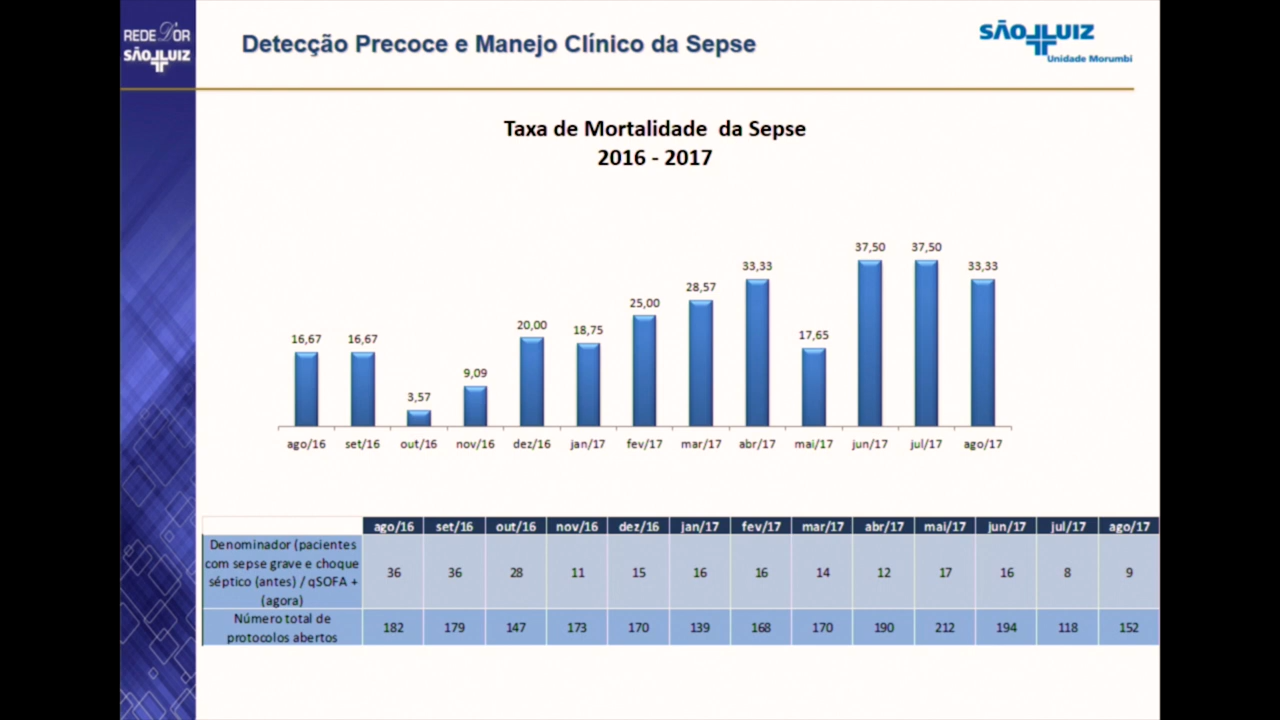 REDE D'OR
SÃO LUIZ
Detecção Precoce e Manejo Clínico da Sepse
SÃO LUIZ
Unidade Morumbi
Taxa de Mortalidade da Sepse
2016 - 2017
16,67 16,67 3,57 9,09 20,00 18,75 25,00 28,57 33,33 17,65 37,50 37,50 33,33
ago/16 set/16 out/16 nov/16 dez/16 jan/17 fev/17 mar/17 abr/17 mai/17 jun/17 jul/17 ago/17
ago/16 set/16 out/16 nov/16 dez/16 jan/17 fev/17 mar/17 abr/17 mai/17 jun/17 jul/17 ago/17
Denominador (pacientes
com sepse grave e choque
séptico (antes) / qSOFA +
(agora)
36 36 28 11 15 16 16 14 12 17 16 8 9
Número total de
protocolos abertos
182 179 147 173 170 139 168 170 190 212 194 118 152